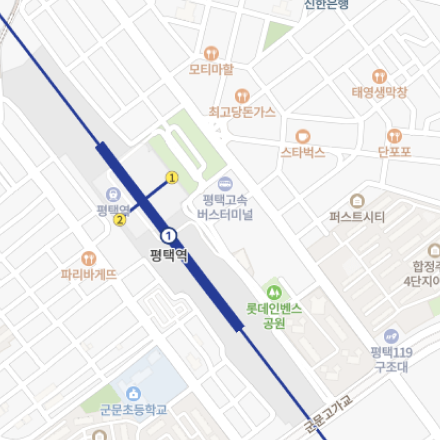 신한은행
모티마할
태영생막창
최고당돈가스
스타벅스
단포포
1
평택역
2
평택고속
버스터미널
퍼스트시티
1
평택역
파리바게뜨
합정주
4단지아
롯데인벤스
공원
평택119
구조대
군문초등학교
군문고가교